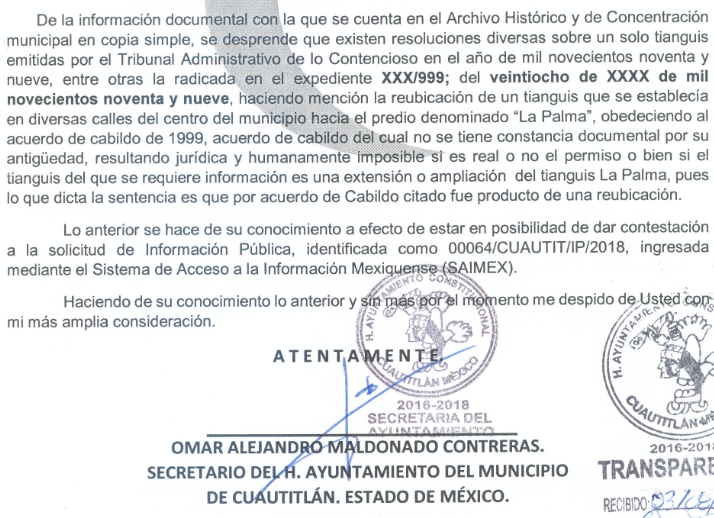 De la información documental con la que se cuenta en el Archivo Histórico y de Concentración
municipal en copia simple, se desprende que existen resoluciones diversas sobre un solo tianguis
emitidas por el Tribunal Administrativo de lo Contencioso en el año de mil novecientos noventa y
nueve, entre otras la radicada en el expediente XXX/999; del veintiocho de XXXX de mil
novecientos noventa y nueve, haciendo mención la reubicación de un tianguis que se establecía
en diversas calles del centro del municipio hacia el predio denominado “La Palma”, obedeciendo al
acuerdo de cabildo de 1999, acuerdo de cabildo del cual no se tiene constancia documental por su
antigüedad, resultando jurídica y humanamente imposible si es real o no el permiso o bien si el
tianguis del que se requiere información es una extensión o ampliación del tianguis La Palma, pues
lo que dicta la sentencia es que por acuerdo de Cabildo citado fue producto de una reubicación.
Lo anterior se hace de su conocimiento a efecto de estar en posibilidad de dar contestación
a la solicitud de Información Pública, identificada como 00064/CUAUTIT/IP/2018, ingresada
mediante el Sistema de Acceso a la Información Mexiquense (SAIMEX).
Haciendo de su conocimiento lo anterior y sin más por el momento me despido de Usted con
mi más amplia consideración.
A T E N T A M E N T E.
H. AYUNTAMIENTO CONSTITUCIONAL
CUAUTITLÁN MÉXICO
2016-2018
SECRETARIA DEL
AYUNTAMIENTO
OMAR ALEJANDRO MALDONADO CONTRERAS.
SECRETARIO DEL H. AYUNTAMIENTO DEL MUNICIPIO
DE CUAUTITLÁN. ESTADO DE MÉXICO.
H. AYUNTAMIENTO CONS
CUAUTITLÁN
2016-201
TRANSPARE
RECIBIDO: